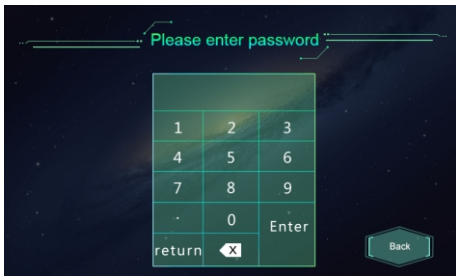 Please enter password
1 2 3
4 5 6
7 8 9
. 0 Enter
return X
Back